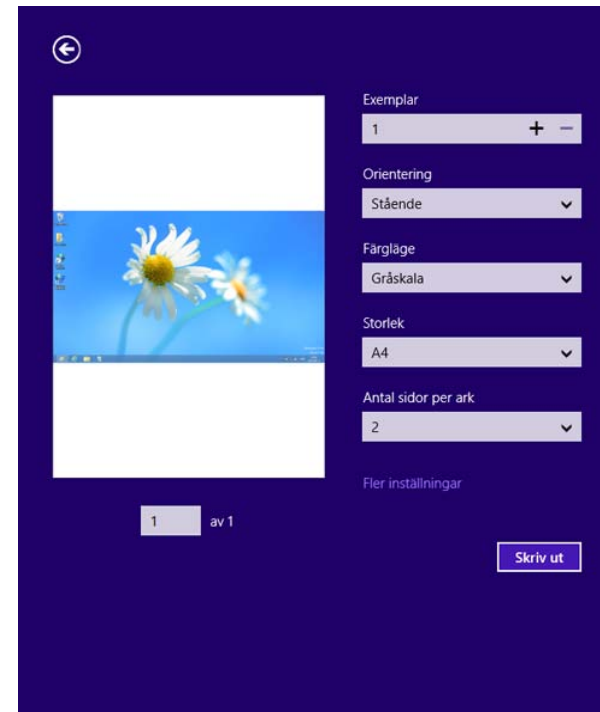 Exemplar
1
Orientering
Stående
Färgläge
Gråskala
Storlek
A4
Antal sidor per ark
2
Fler inställningar
1 av 1
Skriv ut